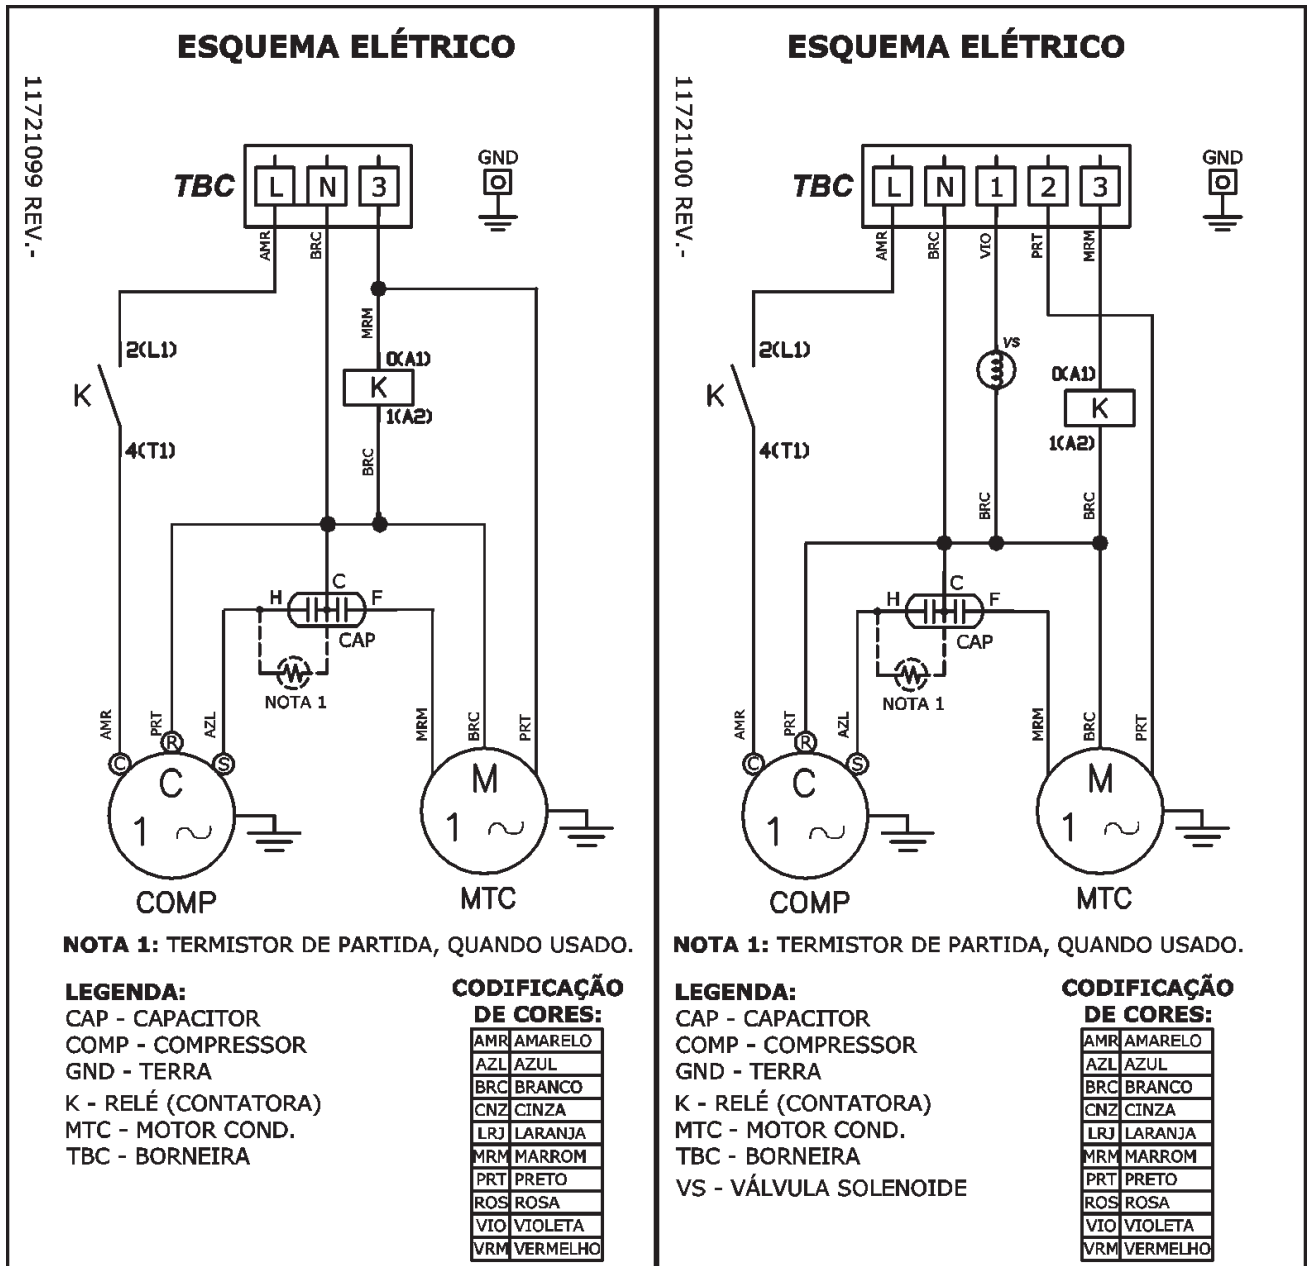 ESQUEMA ELÉTRICO
11721099 REV.-
TBC
L N 3
GND
AMR
BRC
MRM
2(L1)
K
4(T1)
0(A1)
K
1(A2)
BRC
H
C
F
CAP
NOTA 1
AMR
PRT
AZL
MRM
BRC
PRT
C
R
S
C
1
M
1
COMP
MTC
NOTA 1: TERMISTOR DE PARTIDA, QUANDO USADO.
LEGENDA:
CAP - CAPACITOR
COMP - COMPRESSOR
GND - TERRA
K - RELÉ (CONTATORA)
MTC - MOTOR COND.
TBC - BORNEIRA
CODIFICAÇÃO
DE CORES:
AMR AMARELO
AZL AZUL
BRC BRANCO
CNZ CINZA
LRJ LARANJA
MRM MARROM
PRT PRETO
ROS ROSA
VIO VIOLETA
VRM VERMELHO
ESQUEMA ELÉTRICO
11721100 REV.-
TBC
L N 1 2 3
GND
AMR
BRC
VIO
PRT
MRM
2(L1)
K
4(T1)
VS
0(A1)
K
1(A2)
BRC
BRC
H
C
F
CAP
NOTA 1
AMR
PRT
AZL
MRM
BRC
PRT
C
R
S
C
1
M
1
COMP
MTC
NOTA 1: TERMISTOR DE PARTIDA, QUANDO USADO.
LEGENDA:
CAP - CAPACITOR
COMP - COMPRESSOR
GND - TERRA
K - RELÉ (CONTATORA)
MTC - MOTOR COND.
TBC - BORNEIRA
VS - VÁLVULA SOLENOIDE
CODIFICAÇÃO
DE CORES:
AMR AMARELO
AZL AZUL
BRC BRANCO
CNZ CINZA
LRJ LARANJA
MRM MARROM
PRT PRETO
ROS ROSA
VIO VIOLETA
VRM VERMELHO